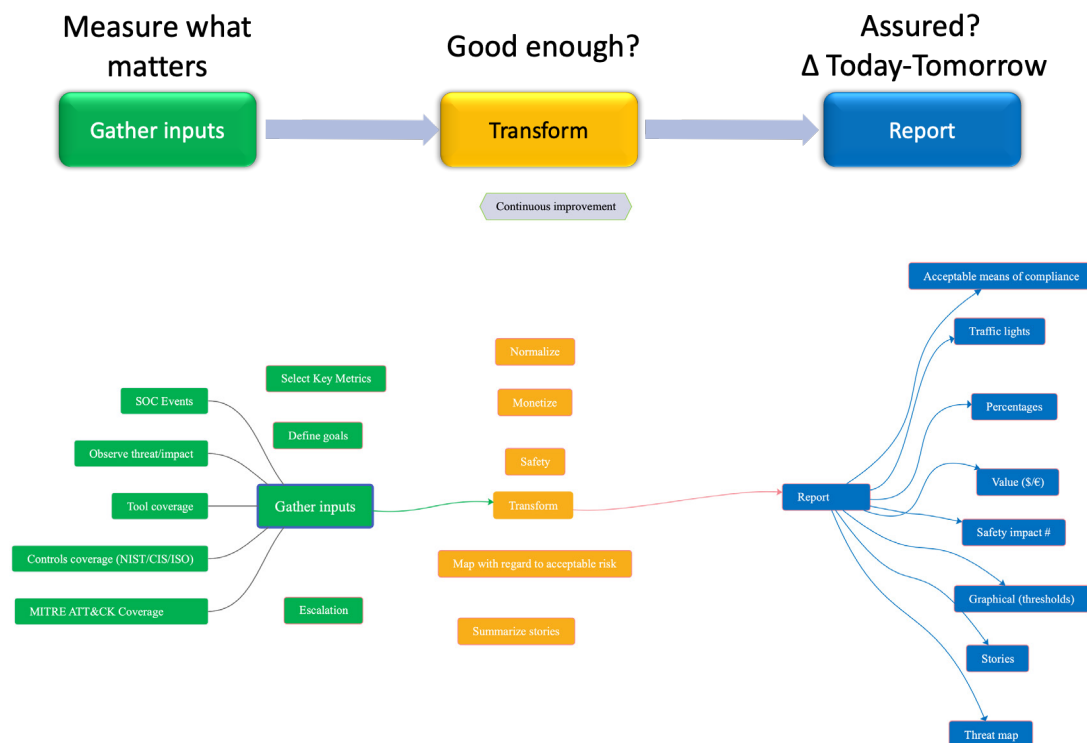 Measure what
matters
Good enough?
Assured?
Δ Today-Tomorrow
Gather inputs
Transform
Report
Continuous improvement
Select Key Metrics
SOC Events
Define goals
Observe threat/impact
Tool coverage
Gather inputs
Controls coverage (NIST/CIS/ISO)
MITRE ATT&CK Coverage
Escalation
Normalize
Monetize
Safety
Transform
Map with regard to acceptable risk
Summarize stories
Report
Acceptable means of compliance
Traffic lights
Percentages
Value ($/€)
Safety impact #
Graphical (thresholds)
Stories
Threat map